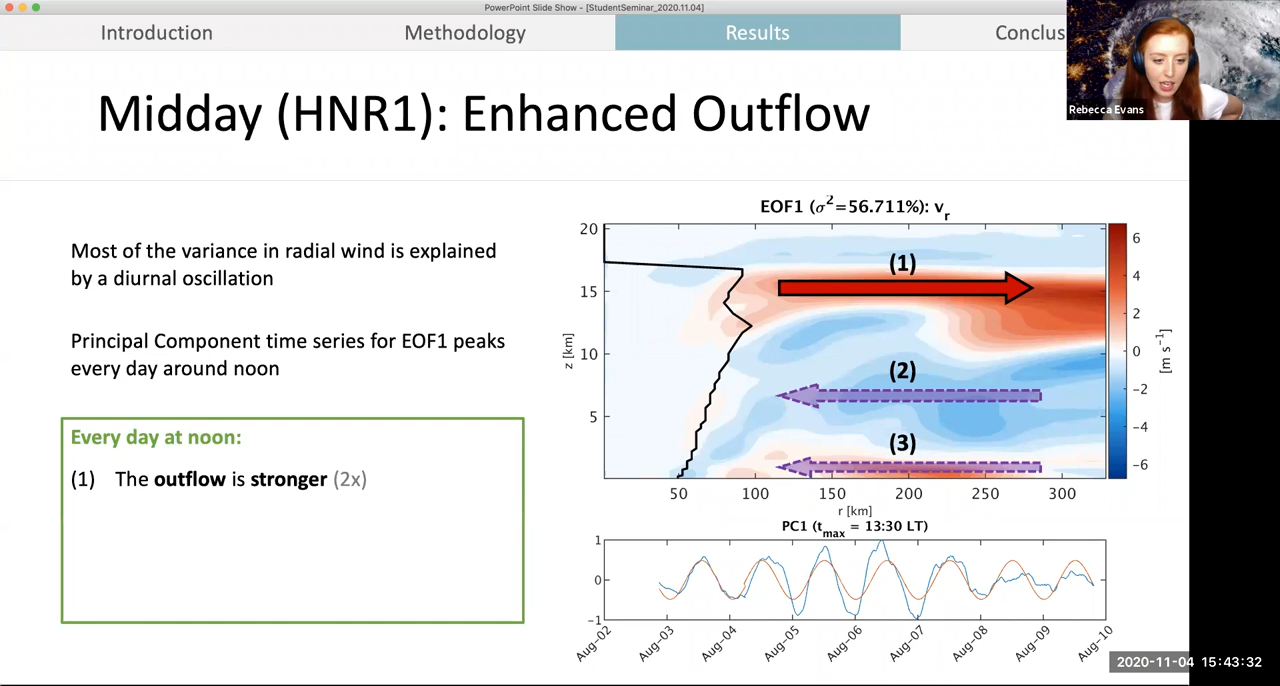 PowerPoint Slide Show - [StudentSeminar_2020.11.04]
Introduction
Methodology
Results
Conclus
Rebecca Evans
Midday (HNR1): Enhanced Outflow
Most of the variance in radial wind is explained
by a diurnal oscillation
Principal Component time series for EOF1 peaks
every day around noon
Every day at noon:
(1) The outflow is stronger (2x)
EOF1 (σ²=56.711%): vᵣ
20
15
10
5
z [km]
(1)
(2)
(3)
50 100 150 200 250 300
r [km]
6
4
2
0
−2
−4
−6
[m s⁻¹]
PC1 (tmax = 13:30 LT)
1
0
−1
Aug-02 Aug-03 Aug-04 Aug-05 Aug-06 Aug-07 Aug-08 Aug-09 Aug-10
2020-11-04 15:43:32